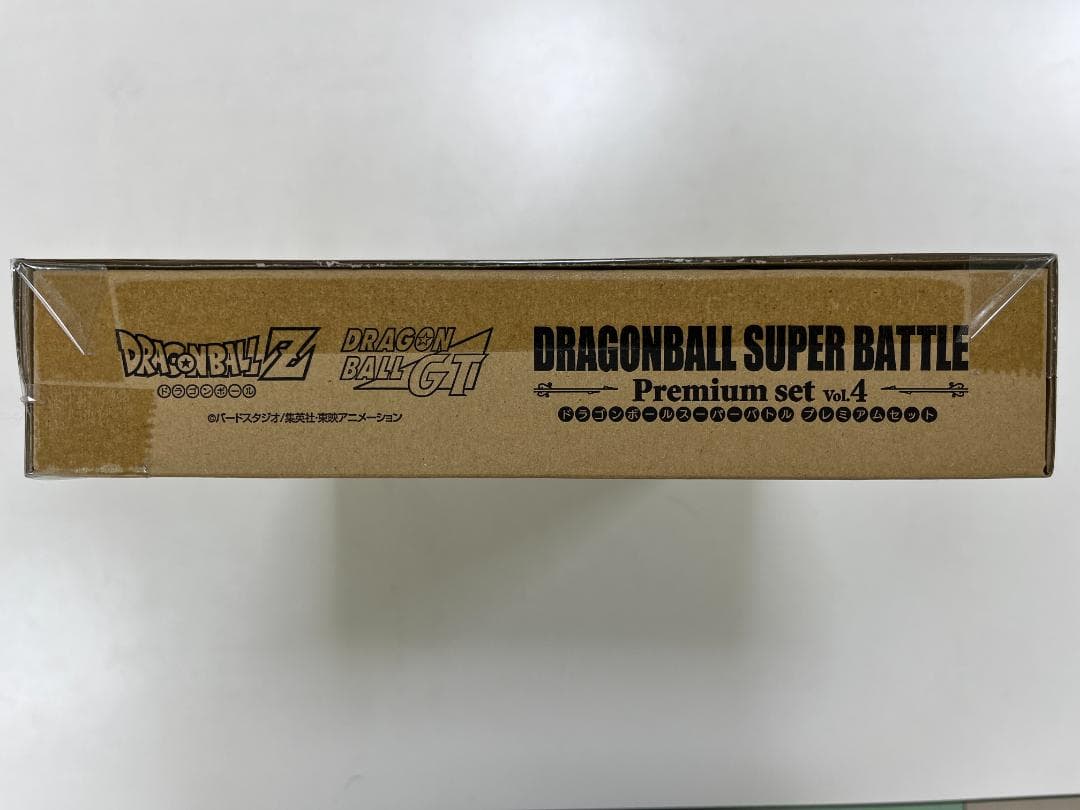 DRAGONBALL Z
ドラゴンボール
DRAGON
BALL GT
©バードスタジオ/集英社・東映アニメーション
DRAGONBALL SUPER BATTLE
Premium set Vol.4
ドラゴンボールスーパーバトル プレミアムセット